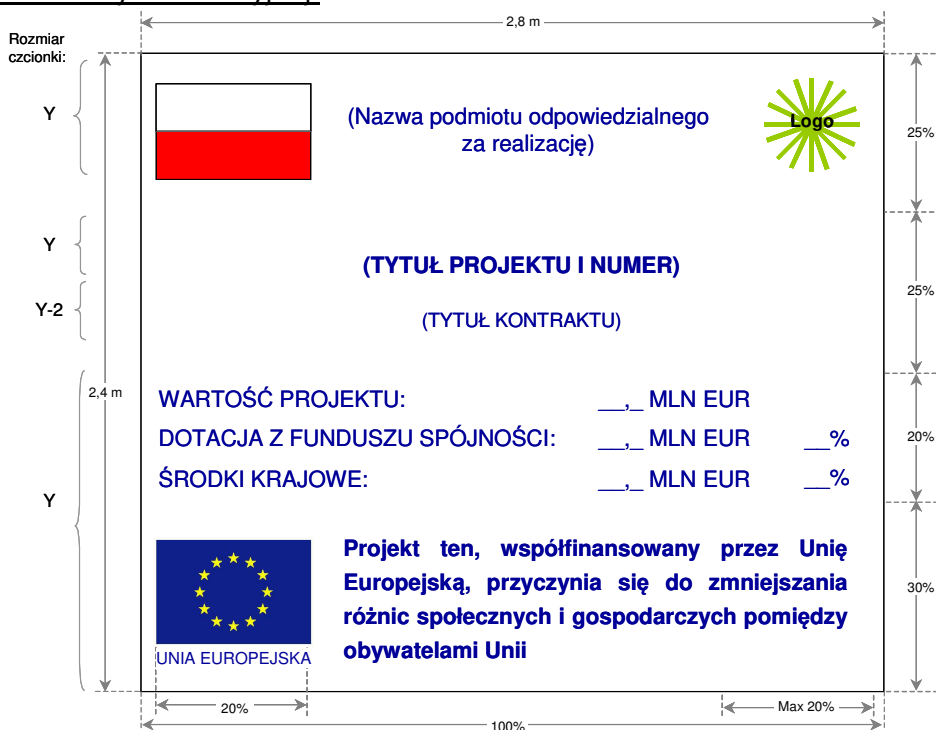 2,8 m
Rozmiar
czcionki:
Y
(Nazwa podmiotu odpowiedzialnego
za realizację)
Logo
25%
Y
(TYTUŁ PROJEKTU I NUMER)
25%
Y-2
(TYTUŁ KONTRAKTU)
2,4 m
WARTOŚĆ PROJEKTU: __,_ MLN EUR
DOTACJA Z FUNDUSZU SPÓJNOŚCI: __,_ MLN EUR __%
20%
ŚRODKI KRAJOWE: __,_ MLN EUR __%
Y
Projekt ten, współfinansowany przez Unię
Europejską, przyczynia się do zmniejszania
30%
różnic społecznych i gospodarczych pomiędzy
obywatelami Unii
UNIA EUROPEJSKA
20%
Max 20%
100%